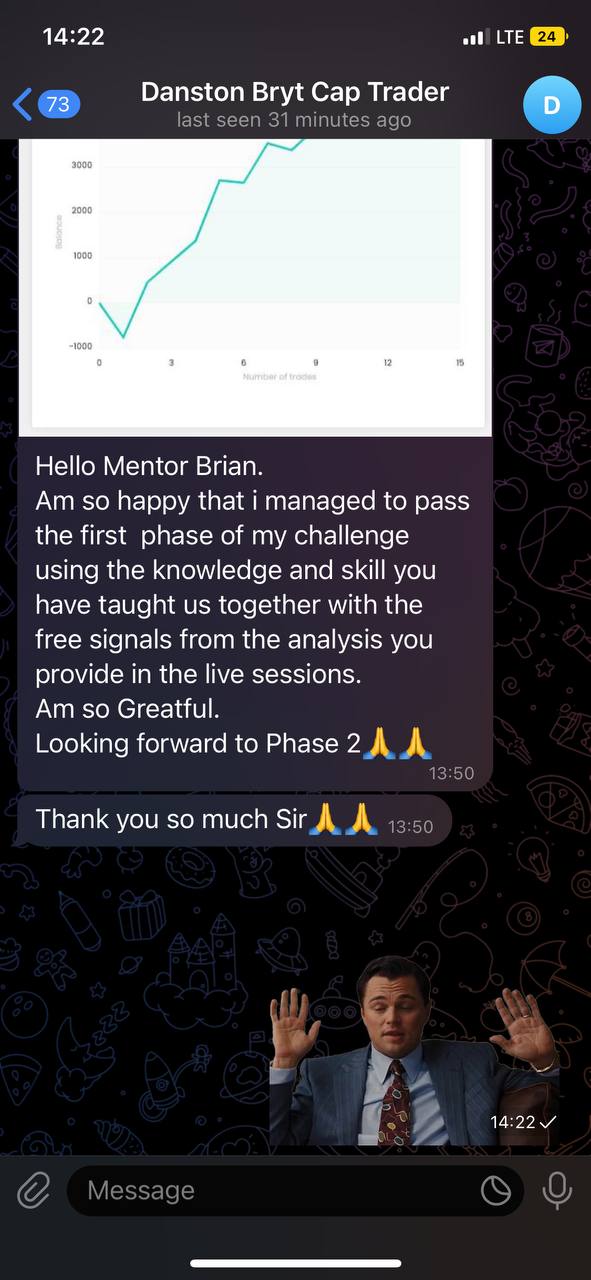 14:22
LTE 24
73
Danston Bryt Cap Trader
D
last seen 31 minutes ago
3000
2000
Balance
1000
0
-1000
0 3 6 9 12 15
Number of trades
Hello Mentor Brian.
Am so happy that i managed to pass
the first  phase of my challenge
using the knowledge and skill you
have taught us together with the
free signals from the analysis you
provide in the live sessions.
Am so Greatful.
Looking forward to Phase 2🙏🙏
13:50
Thank you so much Sir🙏🙏 13:50
14:22
Message